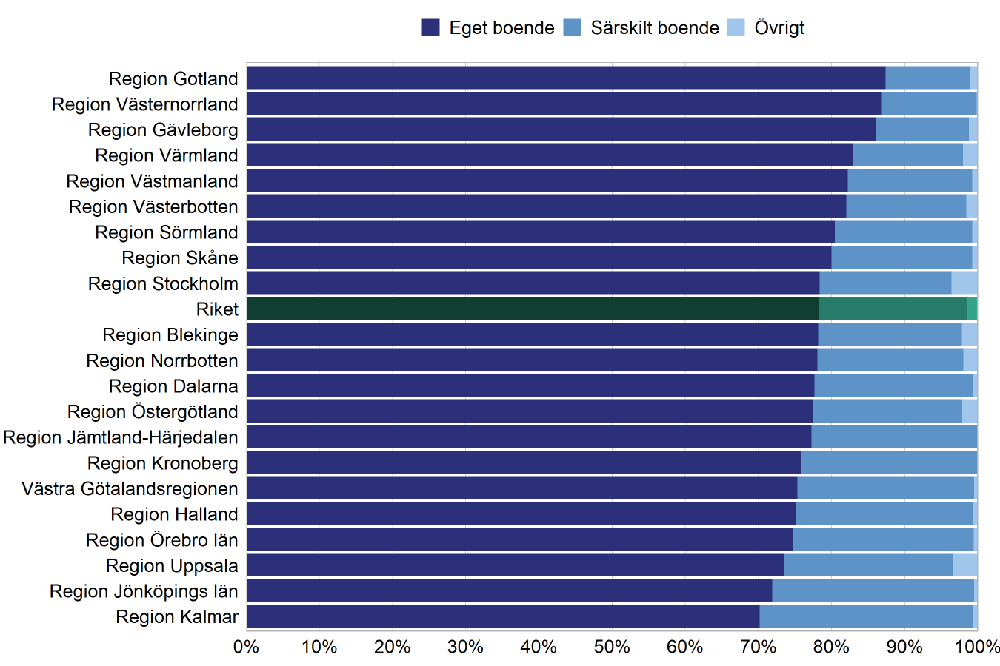 Eget boende Särskilt boende Övrigt
Region Gotland
Region Västernorrland
Region Gävleborg
Region Värmland
Region Västmanland
Region Västerbotten
Region Sörmland
Region Skåne
Region Stockholm
Riket
Region Blekinge
Region Norrbotten
Region Dalarna
Region Östergötland
Region Jämtland-Härjedalen
Region Kronoberg
Västra Götalandsregionen
Region Halland
Region Örebro län
Region Uppsala
Region Jönköpings län
Region Kalmar
0% 10% 20% 30% 40% 50% 60% 70% 80% 90% 100%